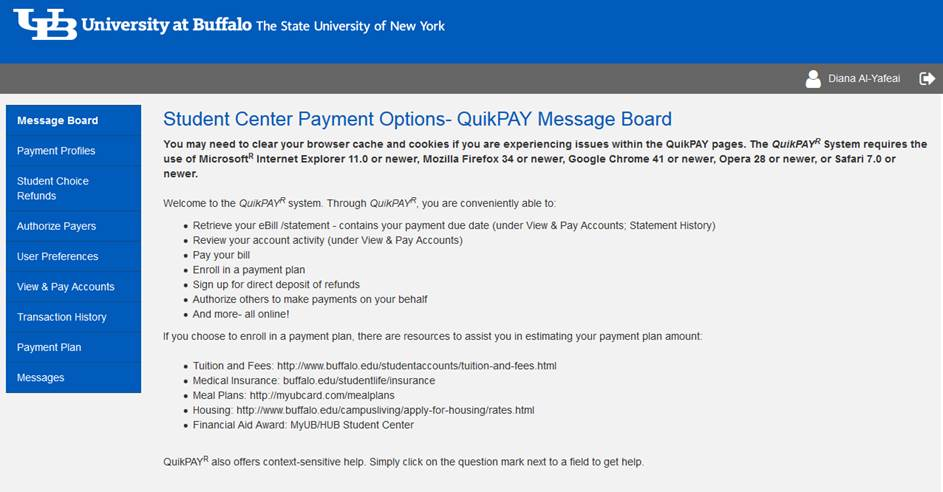 UB University at Buffalo The State University of New York
Diana Al-Yafeai
Message Board
Payment Profiles
Student Choice
Refunds
Authorize Payers
User Preferences
View & Pay Accounts
Transaction History
Payment Plan
Messages
Student Center Payment Options- QuikPAY Message Board
You may need to clear your browser cache and cookies if you are experiencing issues within the QuikPAY pages. The QuikPAYR System requires the
use of MicrosoftR Internet Explorer 11.0 or newer, Mozilla Firefox 34 or newer, Google Chrome 41 or newer, Opera 28 or newer, or Safari 7.0 or
newer.
Welcome to the QuikPAYR system. Through QuikPAYR, you are conveniently able to:
• Retrieve your eBill /statement - contains your payment due date (under View & Pay Accounts; Statement History)
• Review your account activity (under View & Pay Accounts)
• Pay your bill
• Enroll in a payment plan
• Sign up for direct deposit of refunds
• Authorize others to make payments on your behalf
• And more- all online!
If you choose to enroll in a payment plan, there are resources to assist you in estimating your payment plan amount:
• Tuition and Fees: http://www.buffalo.edu/studentaccounts/tuition-and-fees.html
• Medical Insurance: buffalo.edu/studentlife/insurance
• Meal Plans: http://myubcard.com/mealplans
• Housing: http://www.buffalo.edu/campusliving/apply-for-housing/rates.html
• Financial Aid Award: MyUB/HUB Student Center
QuikPAYR also offers context-sensitive help. Simply click on the question mark next to a field to get help.